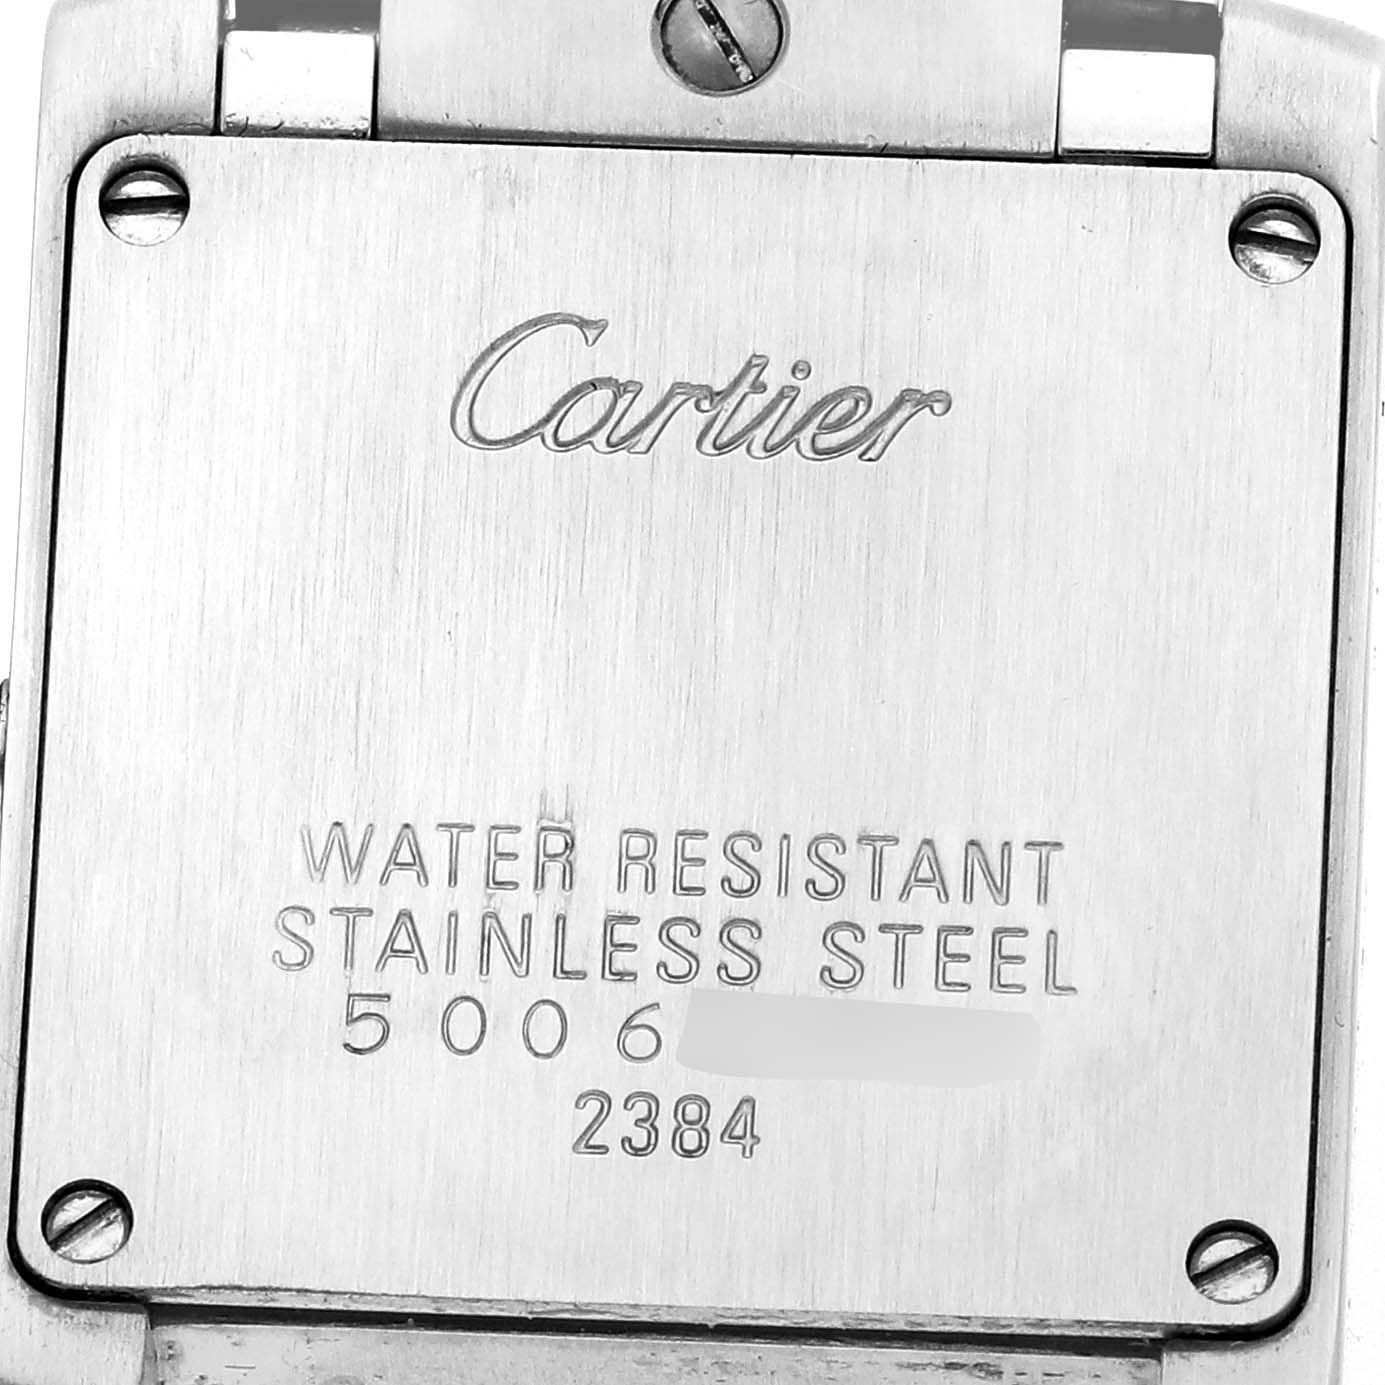 Cartier
WATER RESISTANT
STAINLESS STEEL
5006
2384